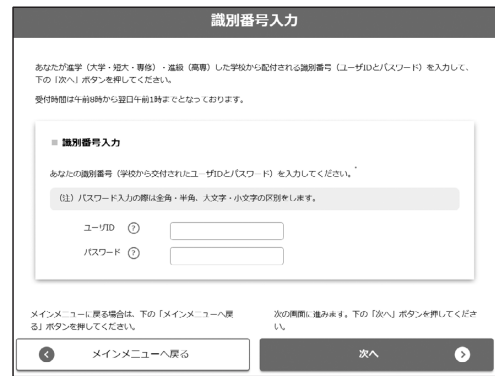 識別番号入力
あなたが進学（大学・短大・専修）・進級（高専）した学校から配付される識別番号（ユーザIDとパスワード）を入力して、
下の「次へ」ボタンを押してください。
受付時間は午前8時から翌日午前1時までとなっております。
■ 識別番号入力
あなたの識別番号（学校から交付されたユーザIDとパスワード）を入力してください。
（注）パスワード入力の際は全角・半角、大文字・小文字の区別をします。
ユーザID ?
パスワード ?
メインメニューに戻る場合は、下の「メインメニューへ戻
る」ボタンを押してください。
次の画面に進みます。下の「次へ」ボタンを押してくださ
い。
メインメニューへ戻る
次へ